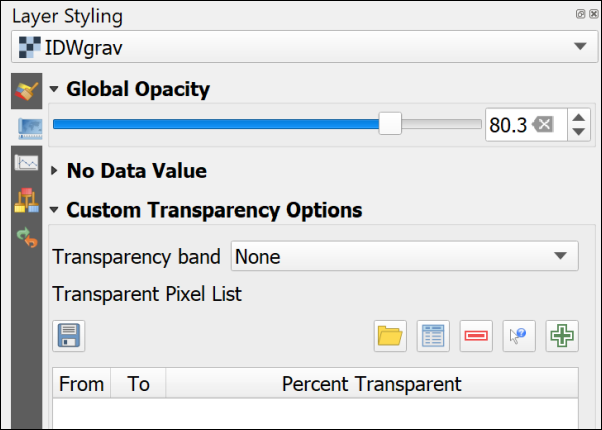 Layer Styling
IDWgrav
Global Opacity
80.3
No Data Value
Custom Transparency Options
Transparency band None
Transparent Pixel List
From To Percent Transparent